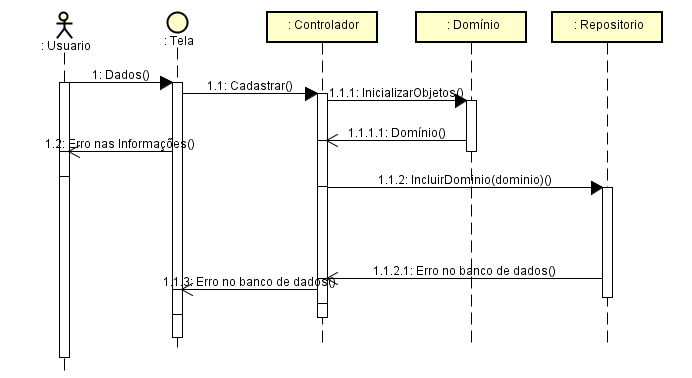 : Usuario
: Tela
: Controlador
: Domínio
: Repositorio
1: Dados()
1.1: Cadastrar()
1.1.1: InicializarObjetos()
1.1.1.1: Domínio()
1.2: Erro nas Informações()
1.1.2: IncluirDominio(dominio)()
1.1.2.1: Erro no banco de dados()
1.1.3: Erro no banco de dados()